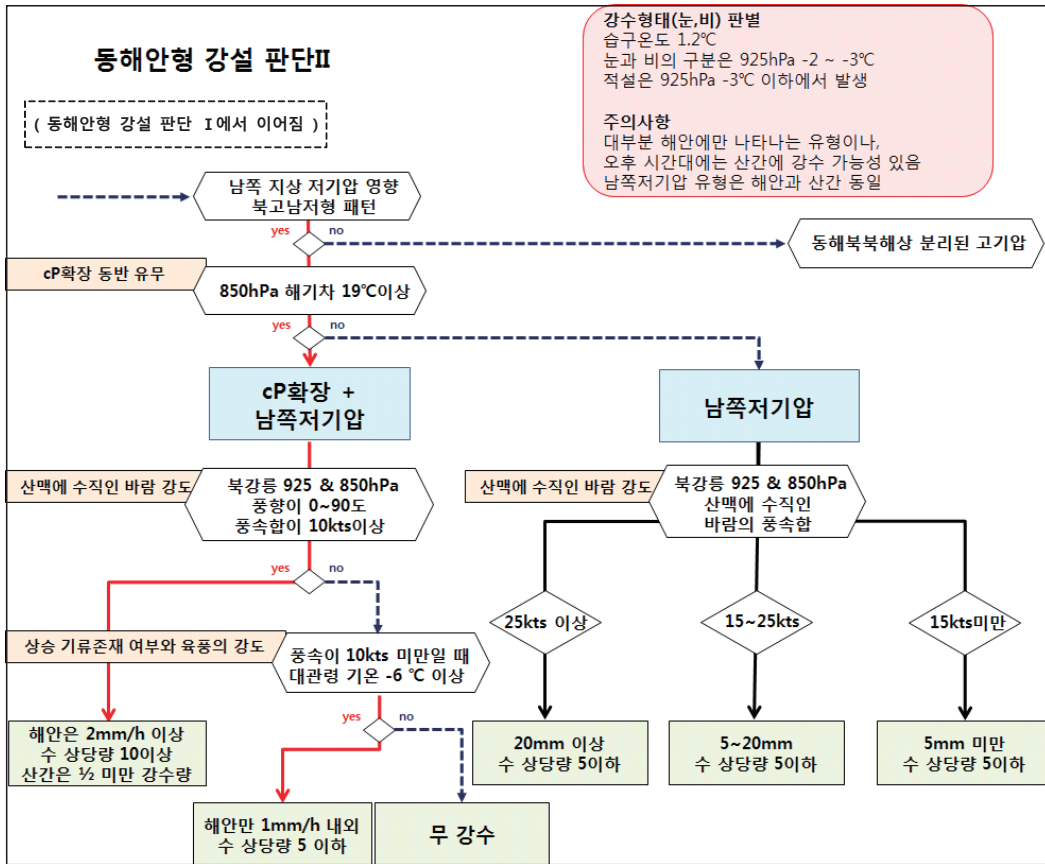 동해안형 강설 판단II
( 동해안형 강설 판단 I에서 이어짐 )
강수형태(눈,비) 판별
습구온도 1.2℃
눈과 비의 구분은 925hPa -2 ~ -3℃
적설은 925hPa -3℃ 이하에서 발생
주의사항
대부분 해안에만 나타나는 유형이나,
오후 시간대에는 산간에 강수 가능성 있음
남쪽저기압 유형은 해안과 산간 동일
남쪽 지상 저기압 영향
북고남저형 패턴
yes
no
동해북북해상 분리된 고기압
cP확장 동반 유무
850hPa 해기차 19℃이상
yes
no
cP확장 +
남쪽저기압
남쪽저기압
산맥에 수직인 바람 강도
북강릉 925 & 850hPa
풍향이 0~90도
풍속합이 10kts이상
산맥에 수직인 바람 강도
북강릉 925 & 850hPa
산맥에 수직인
바람의 풍속합
yes
no
25kts 이상
15~25kts
15kts미만
상승 기류존재 여부와 육풍의 강도
풍속이 10kts 미만일 때
대관령 기온 -6 ℃ 이상
yes
no
해안은 2mm/h 이상
수 상당량 10이상
산간은 ½ 미만 강수량
20mm 이상
수 상당량 5이하
5~20mm
수 상당량 5이하
5mm 미만
수 상당량 5이하
해안만 1mm/h 내외
수 상당량 5 이하
무 강수